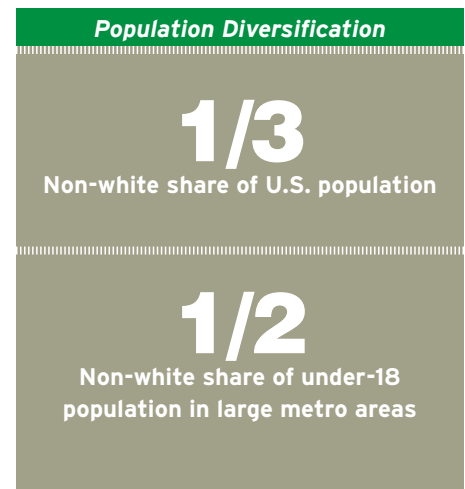 Population Diversification
1/3
Non-white share of U.S. population
1/2
Non-white share of under-18
population in large metro areas